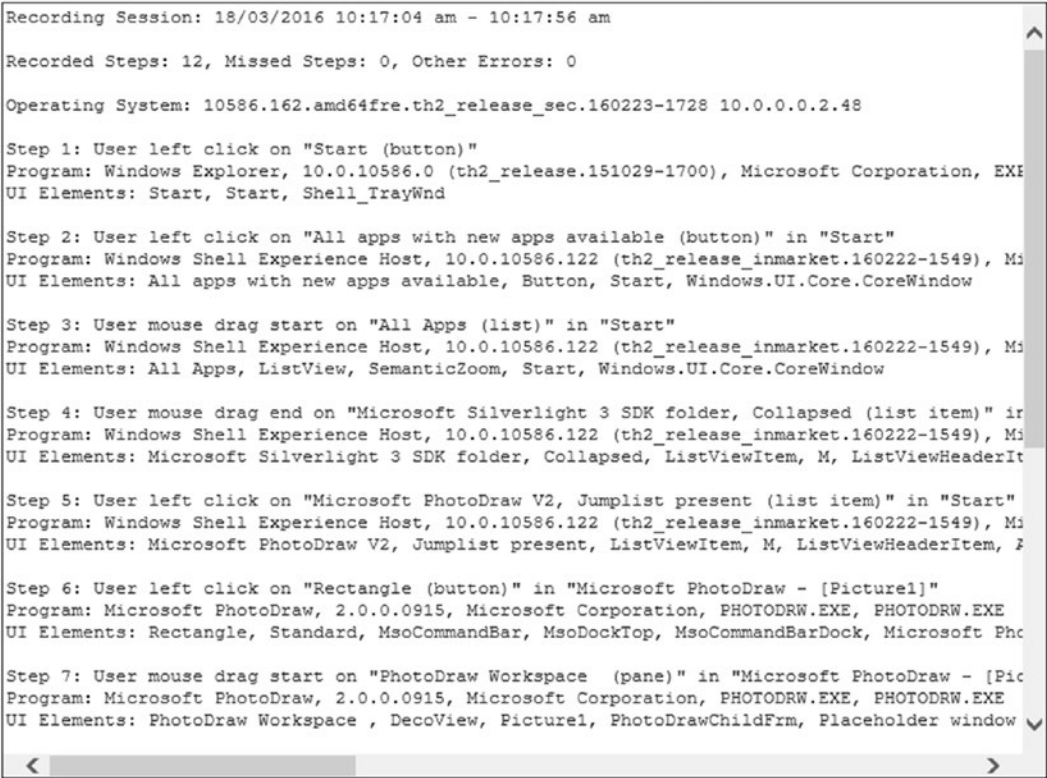 Recording Session: 18/03/2016 10:17:04 am - 10:17:56 am
Recorded Steps: 12, Missed Steps: 0, Other Errors: 0
Operating System: 10586.162.amd64fre.th2_release_sec.160223-1728 10.0.0.0.2.48
Step 1: User left click on "Start (button)"
Program: Windows Explorer, 10.0.10586.0 (th2_release.151029-1700), Microsoft Corporation,
UI Elements: Start, Start, Shell_TrayWnd
Step 2: User left click on "All apps with new apps available (button)" in "Start"
Program: Windows Shell Experience Host, 10.0.10586.122 (th2_release_inmarket.160222-1549),
UI Elements: All apps with new apps available, Button, Start, Windows.UI.Core.CoreWindow
Step 3: User mouse drag start on "All Apps (list)" in "Start"
Program: Windows Shell Experience Host, 10.0.10586.122 (th2_release_inmarket.160222-1549),
UI Elements: All Apps, ListView, SemanticZoom, Start, Windows.UI.Core.CoreWindow
Step 4: User mouse drag end on "Microsoft Silverlight 3 SDK folder, Collapsed (list item)" in
Program: Windows Shell Experience Host, 10.0.10586.122 (th2_release_inmarket.160222-1549),
UI Elements: Microsoft Silverlight 3 SDK folder, Collapsed, ListViewItem, M,
Step 5: User left click on "Microsoft PhotoDraw V2, Jumplist present (list item)" in "Start"
Program: Windows Shell Experience Host, 10.0.10586.122 (th2_release_inmarket.160222-1549),
UI Elements: Microsoft PhotoDraw V2, Jumplist present, ListViewItem, M, ListViewHeaderItem,
Step 6: User left click on "Rectangle (button)" in "Microsoft PhotoDraw - [Picture1]"
Program: Microsoft PhotoDraw, 2.0.0.0915, Microsoft Corporation, PHOTODRW.EXE, PHOTODRW.EXE
UI Elements: Rectangle, Standard, MsoCommandBar, MsoDockTop, MsoCommandBarDock, Microsoft
Step 7: User mouse drag start on "PhotoDraw Workspace  (pane)" in "Microsoft PhotoDraw -
Program: Microsoft PhotoDraw, 2.0.0.0915, Microsoft Corporation, PHOTODRW.EXE, PHOTODRW.EXE
UI Elements: PhotoDraw Workspace , DecoView, Picture1, PhotoDrawChildFrm, Placeholder window